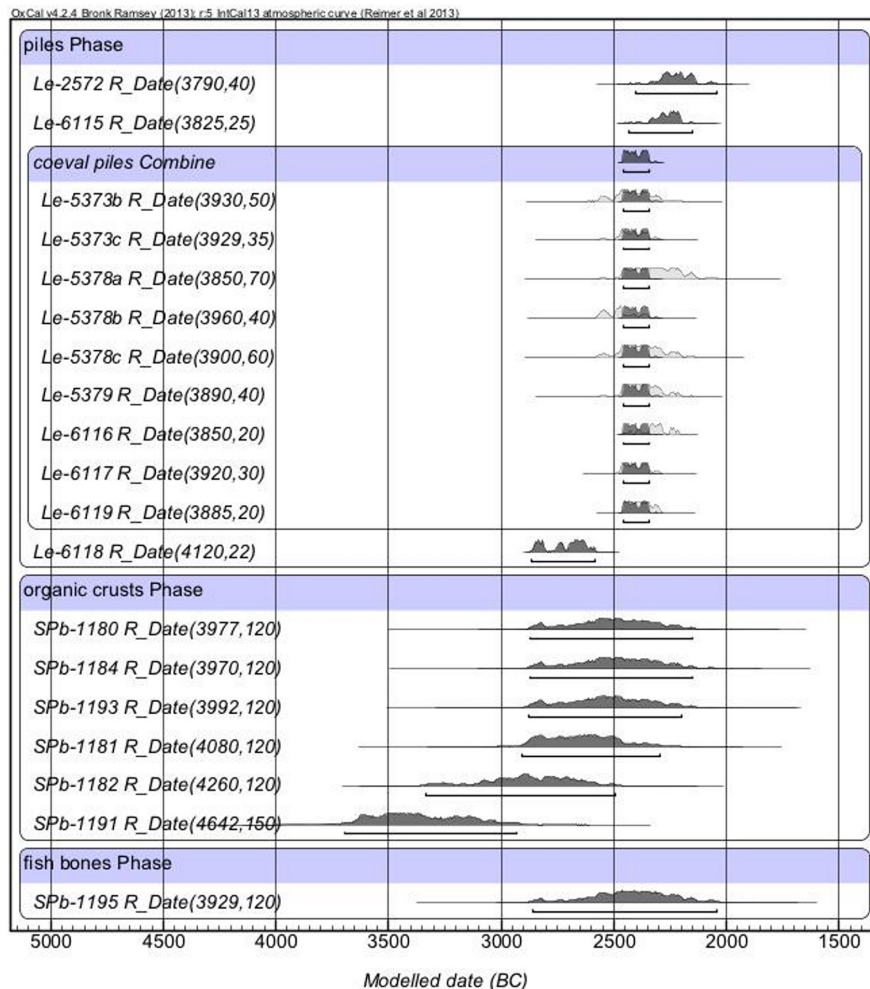 OxCal v4.2.4 Bronk Ramsey (2013); r:5 IntCal13 atmospheric curve (Reimer et al 2013)
piles Phase
Le-2572 R_Date(3790,40)
Le-6115 R_Date(3825,25)
coeval piles Combine
Le-5373b R_Date(3930,50)
Le-5373c R_Date(3929,35)
Le-5378a R_Date(3850,70)
Le-5378b R_Date(3960,40)
Le-5378c R_Date(3900,60)
Le-5379 R_Date(3890,40)
Le-6116 R_Date(3850,20)
Le-6117 R_Date(3920,30)
Le-6119 R_Date(3885,20)
Le-6118 R_Date(4120,22)
organic crusts Phase
SPb-1180 R_Date(3977,120)
SPb-1184 R_Date(3970,120)
SPb-1193 R_Date(3992,120)
SPb-1181 R_Date(4080,120)
SPb-1182 R_Date(4260,120)
SPb-1191 R_Date(4642,150)
fish bones Phase
SPb-1195 R_Date(3929,120)
5000 4500 4000 3500 3000 2500 2000 1500
Modelled date (BC)